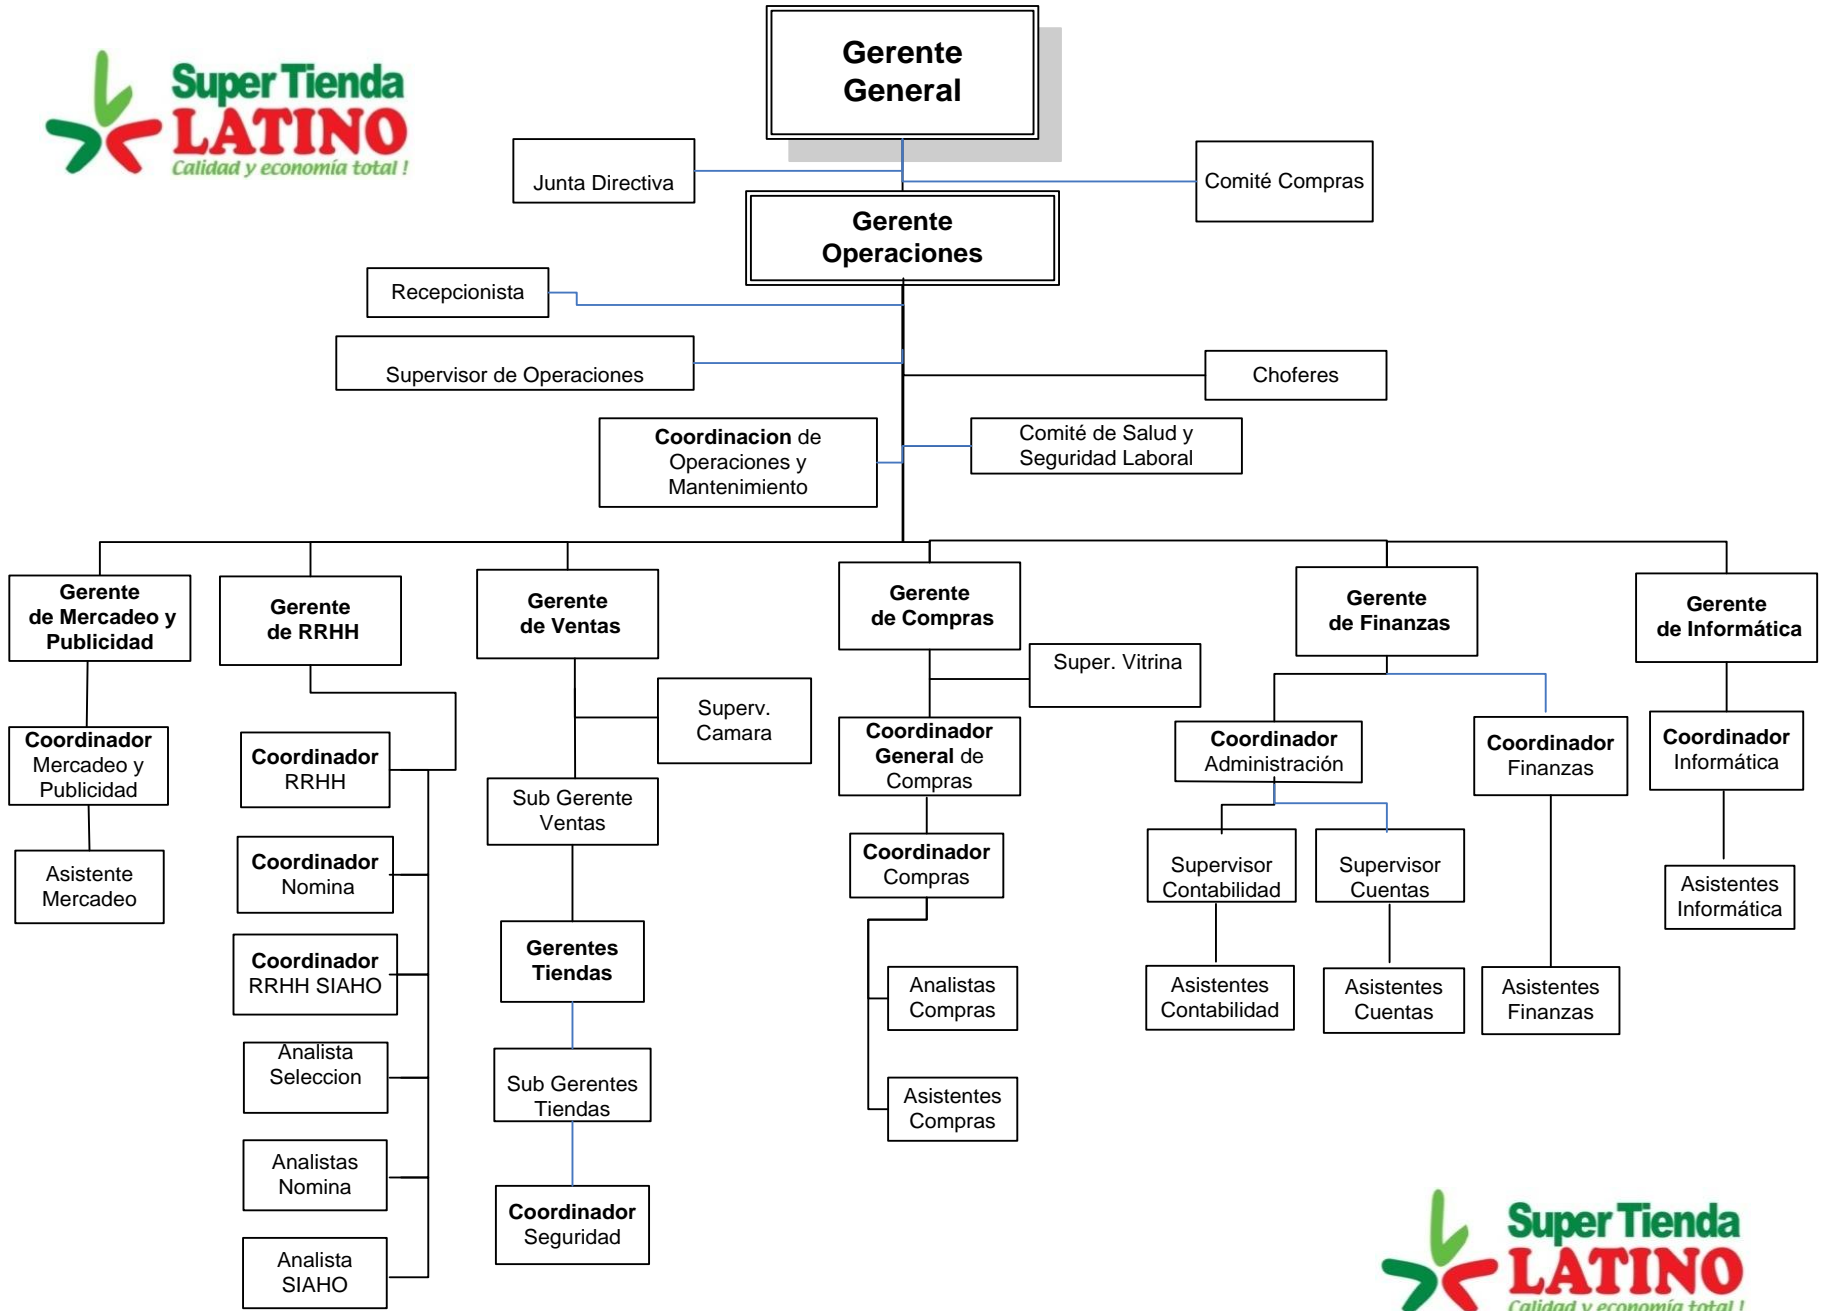 Super Tienda
LATINO
Calidad y economía total !
Gerente
General
Junta Directiva
Comité Compras
Gerente
Operaciones
Recepcionista
Supervisor de Operaciones
Choferes
Coordinacion de
Operaciones y
Mantenimiento
Comité de Salud y
Seguridad Laboral
Gerente
de Mercadeo y
Publicidad
Gerente
de RRHH
Gerente
de Ventas
Gerente
de Compras
Gerente
de Finanzas
Gerente
de Informática
Super. Vitrina
Superv.
Camara
Coordinador
Mercadeo y
Publicidad
Coordinador
RRHH
Sub Gerente
Ventas
Coordinador
General de
Compras
Coordinador
Administración
Coordinador
Finanzas
Coordinador
Informática
Asistente
Mercadeo
Coordinador
Nomina
Coordinador
Compras
Supervisor
Contabilidad
Supervisor
Cuentas
Asistentes
Informática
Coordinador
RRHH SIAHO
Gerentes
Tiendas
Analistas
Compras
Asistentes
Contabilidad
Asistentes
Cuentas
Asistentes
Finanzas
Analista
Seleccion
Sub Gerentes
Tiendas
Asistentes
Compras
Analistas
Nomina
Coordinador
Seguridad
Analista
SIAHO
Super Tienda
LATINO
Calidad y economía total !